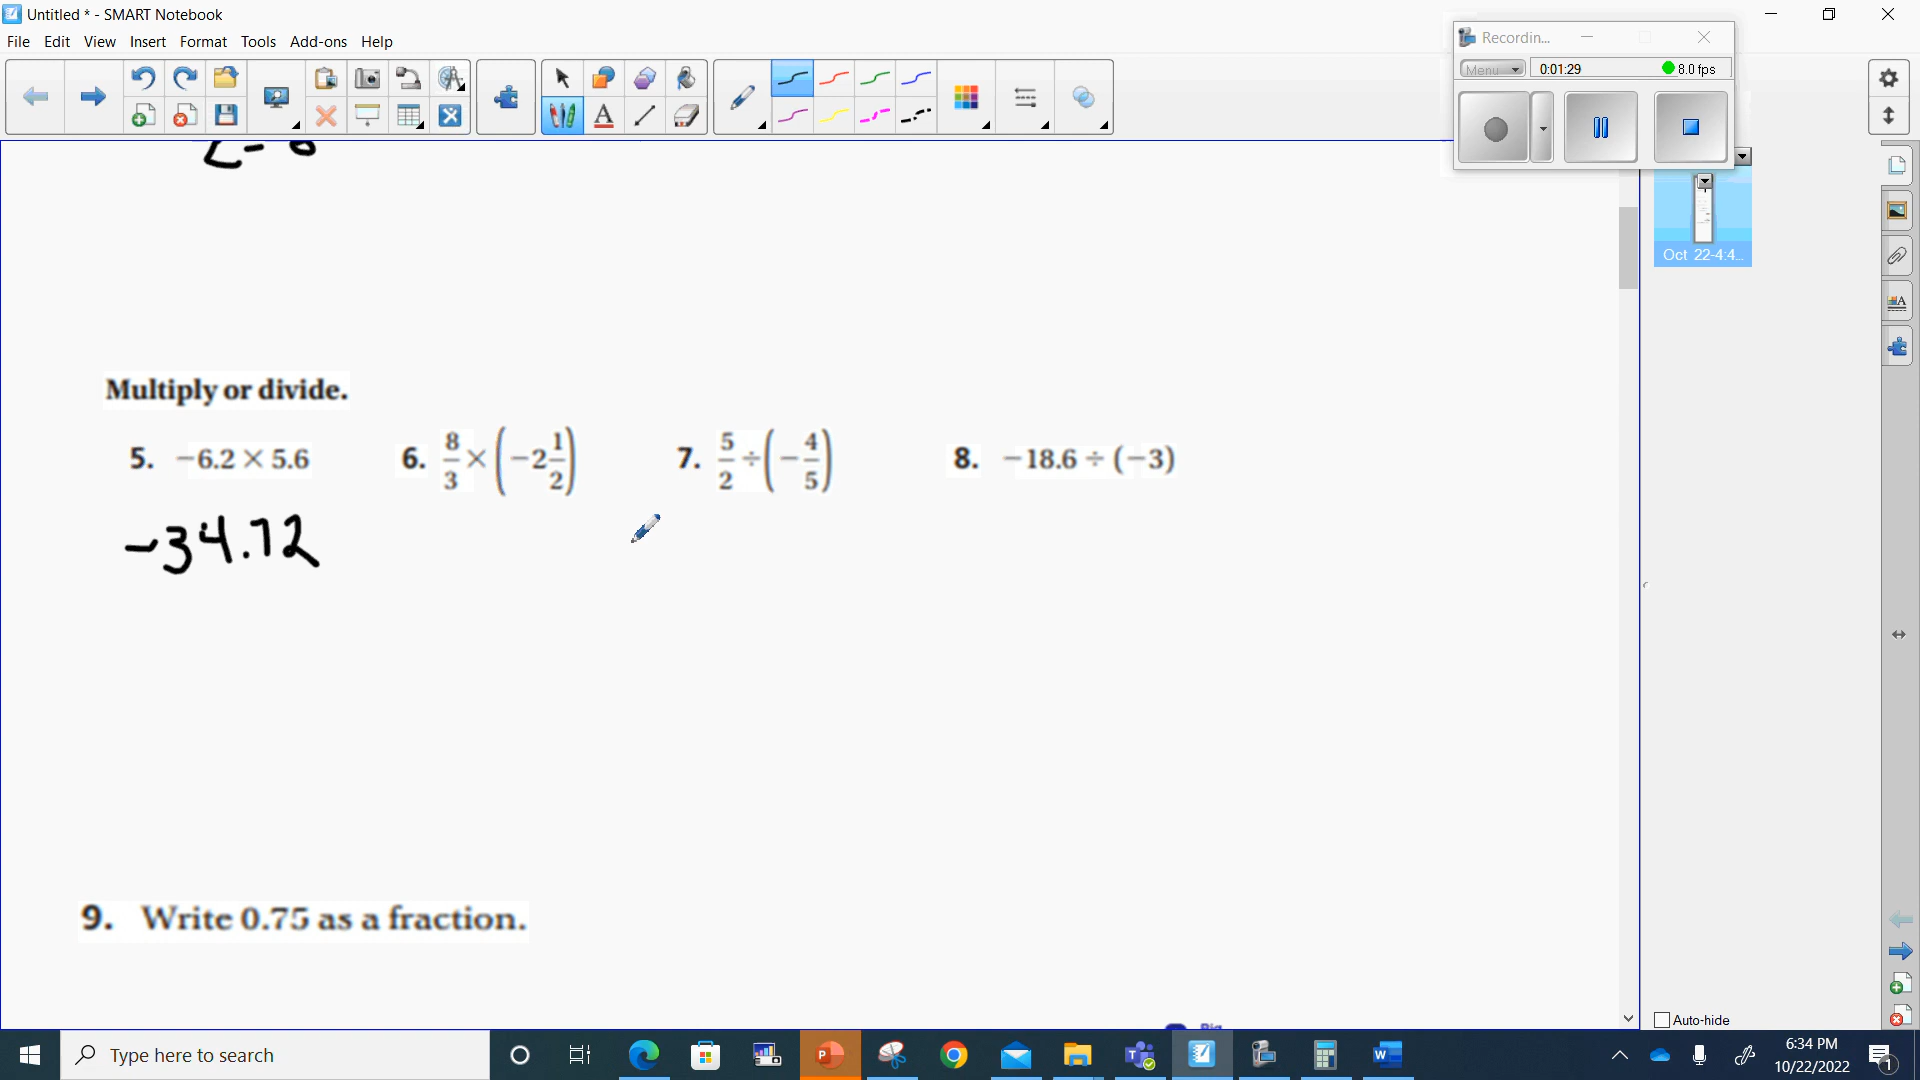 Untitled * - SMART Notebook
File Edit View Insert Format Tools Add-ons Help
Recordin...
Menu 0:01:29 8.0 fps
Oct 22-4:4...
Multiply or divide.
5. −6.2 × 5.6 6. 8/3 × (−2 1/2) 7. 5/2 ÷ (−4/5) 8. −18.6 ÷ (−3)
-34.72
9. Write 0.75 as a fraction.
Auto-hide
Type here to search
6:34 PM
10/22/2022
1